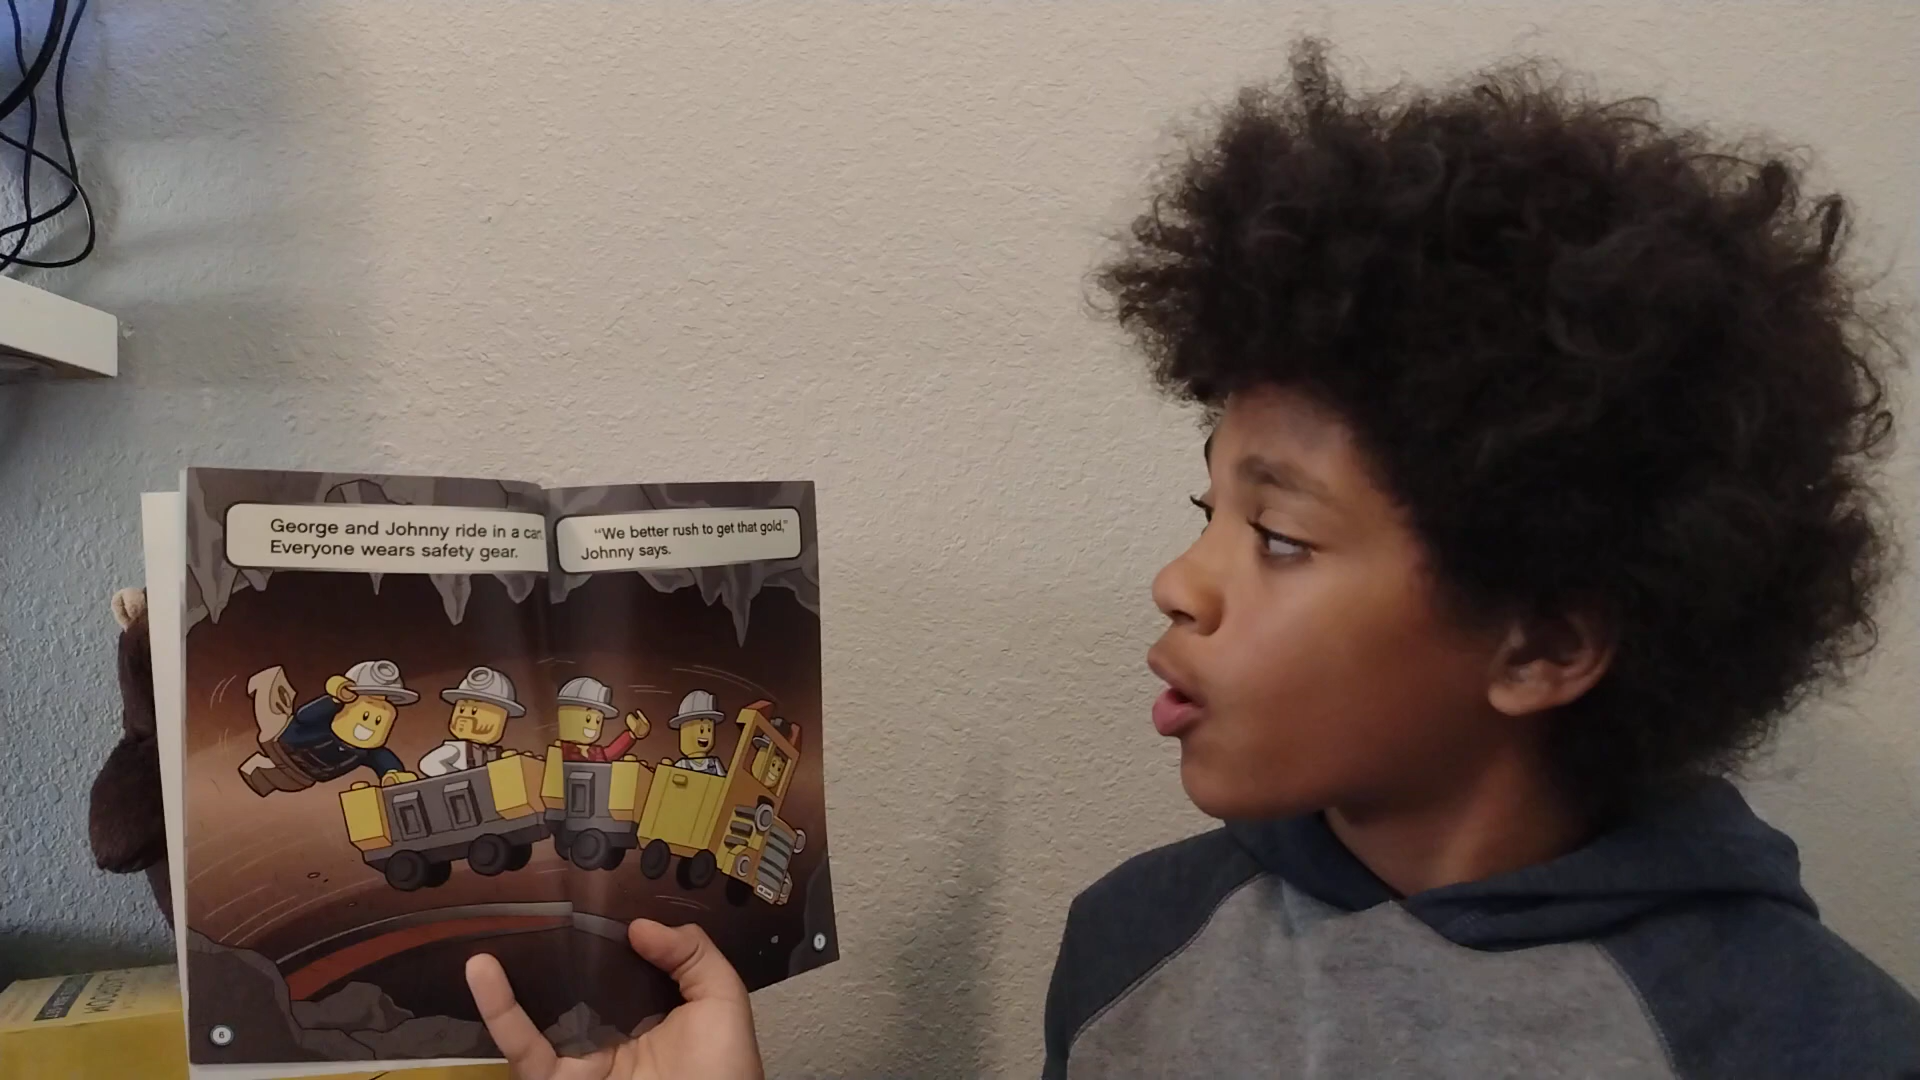 George and Johnny ride in a car.
Everyone wears safety gear.
“We better rush to get that gold,”
Johnny says.
6
7